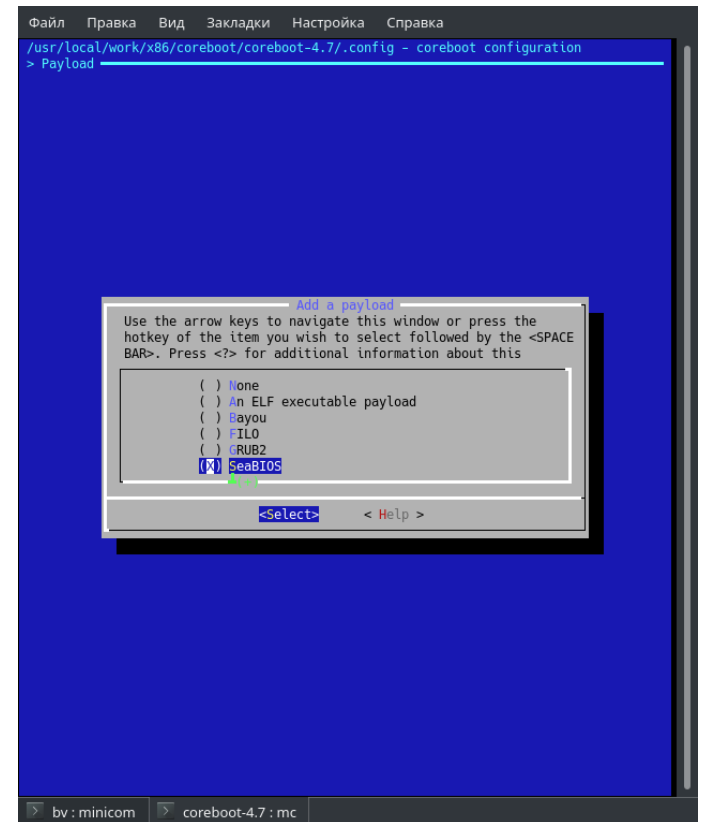 Файл Правка Вид Закладки Настройка Справка
/usr/local/work/x86/coreboot/coreboot-4.7/.config - coreboot configuration
> Payload
Add a payload
Use the arrow keys to navigate this window or press the
hotkey of the item you wish to select followed by the <SPACE
BAR>. Press <?> for additional information about this
( ) None
( ) An ELF executable payload
( ) Bayou
( ) FILO
( ) GRUB2
(X) SeaBIOS
<Select> < Help >
bv : minicom coreboot-4.7 : mc